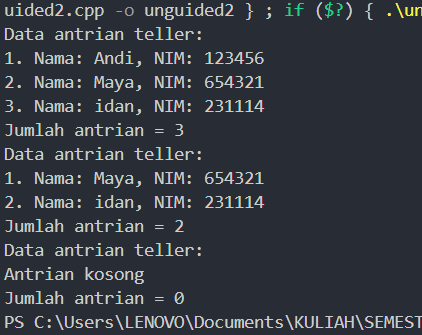 uided2.cpp -o unguided2 } ; if ($?) { .\un
Data antrian teller:
1. Nama: Andi, NIM: 123456
2. Nama: Maya, NIM: 654321
3. Nama: idan, NIM: 231114
Jumlah antrian = 3
Data antrian teller:
1. Nama: Maya, NIM: 654321
2. Nama: idan, NIM: 231114
Jumlah antrian = 2
Data antrian teller:
Antrian kosong
Jumlah antrian = 0
PS C:\Users\LENOVO\Documents\KULIAH\SEMEST